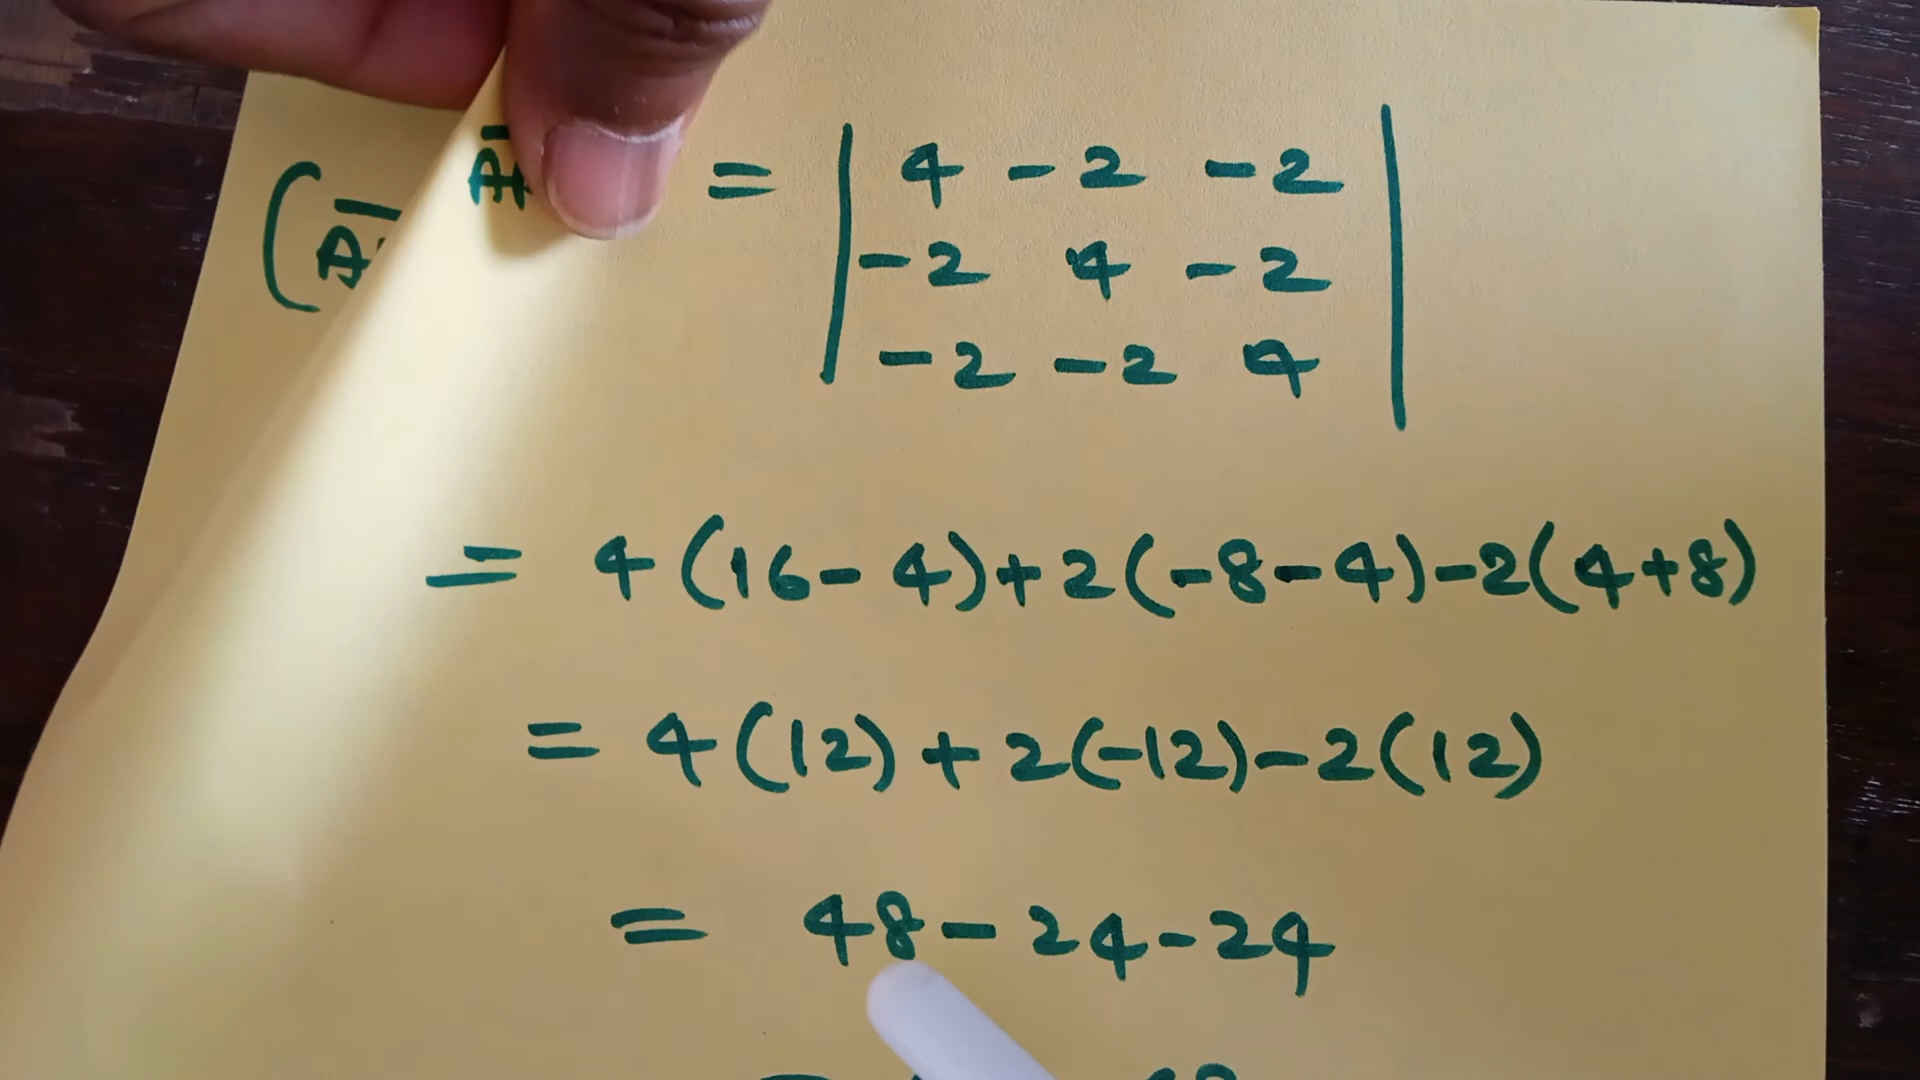 = | 4 -2 -2 |
| -2 4 -2 |
| -2 -2 4 |
= 4(16-4)+2(-8-4)-2(4+8)
= 4(12)+2(-12)-2(12)
= 48-24-24